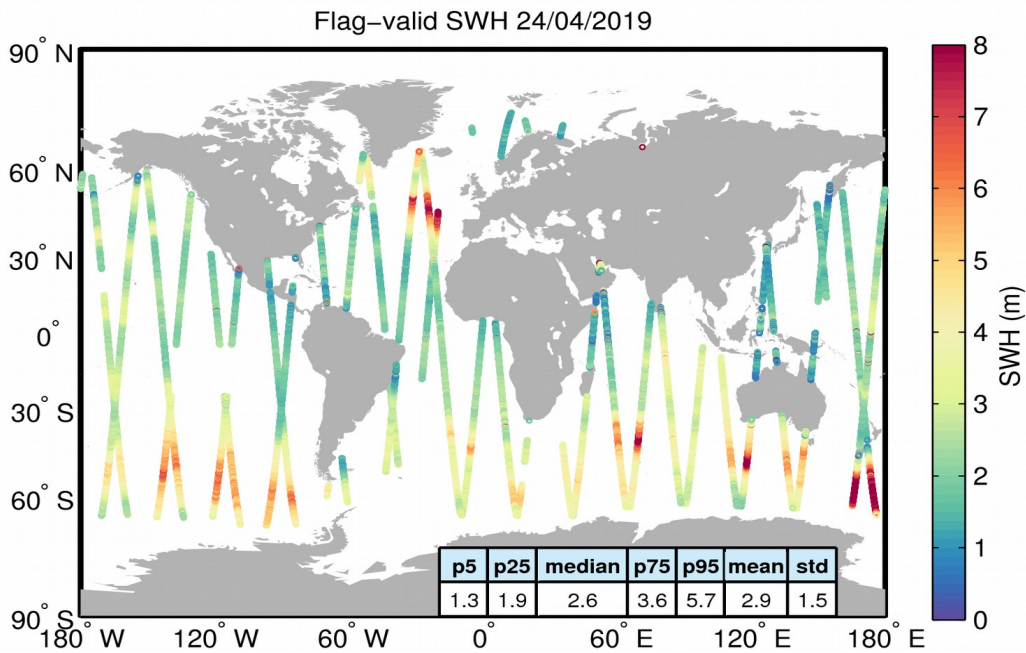 Flag−valid SWH 24/04/2019
90° N
60° N
30° N
0°
30° S
60° S
90° S
180° W
120° W
60° W
0°
60° E
120° E
180° E
8
7
6
5
4
3
2
1
0
SWH (m)
p5 p25 median p75 p95 mean std
1.3 1.9 2.6 3.6 5.7 2.9 1.5